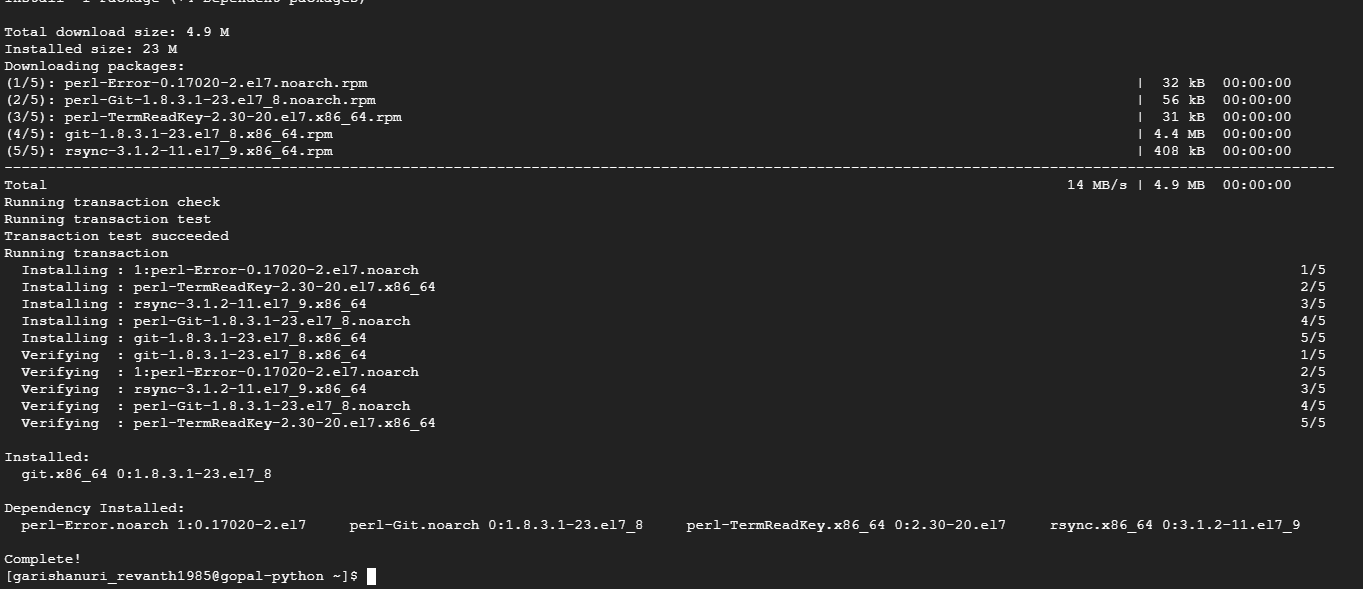 Install 1 Package (+4 Dependent packages)
Total download size: 4.9 M
Installed size: 23 M
Downloading packages:
(1/5): perl-Error-0.17020-2.el7.noarch.rpm | 32 kB 00:00:00
(2/5): perl-Git-1.8.3.1-23.el7_8.noarch.rpm | 56 kB 00:00:00
(3/5): perl-TermReadKey-2.30-20.el7.x86_64.rpm | 31 kB 00:00:00
(4/5): git-1.8.3.1-23.el7_8.x86_64.rpm | 4.4 MB 00:00:00
(5/5): rsync-3.1.2-11.el7_9.x86_64.rpm | 408 kB 00:00:00
--------------------------------------------------------------------------------
Total 14 MB/s | 4.9 MB 00:00:00
Running transaction check
Running transaction test
Transaction test succeeded
Running transaction
Installing : 1:perl-Error-0.17020-2.el7.noarch 1/5
Installing : perl-TermReadKey-2.30-20.el7.x86_64 2/5
Installing : rsync-3.1.2-11.el7_9.x86_64 3/5
Installing : perl-Git-1.8.3.1-23.el7_8.noarch 4/5
Installing : git-1.8.3.1-23.el7_8.x86_64 5/5
Verifying : git-1.8.3.1-23.el7_8.x86_64 1/5
Verifying : 1:perl-Error-0.17020-2.el7.noarch 2/5
Verifying : rsync-3.1.2-11.el7_9.x86_64 3/5
Verifying : perl-Git-1.8.3.1-23.el7_8.noarch 4/5
Verifying : perl-TermReadKey-2.30-20.el7.x86_64 5/5
Installed:
git.x86_64 0:1.8.3.1-23.el7_8
Dependency Installed:
perl-Error.noarch 1:0.17020-2.el7 perl-Git.noarch 0:1.8.3.1-23.el7_8 perl-TermReadKey.x86_64 0:2.30-20.el7 rsync.x86_64 0:3.1.2-11.el7_9
Complete!
[garishanuri_revanth1985@gopal-python ~]$